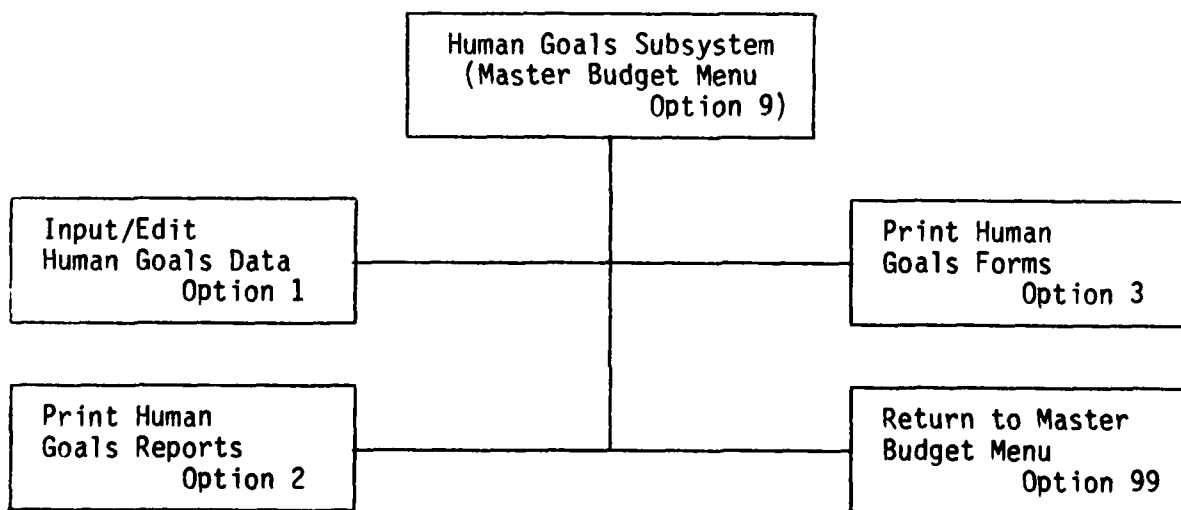 Human Goals Subsystem
(Master Budget Menu
Option 9)
Input/Edit
Human Goals Data
Option 1
Print Human
Goals Forms
Option 3
Print Human
Goals Reports
Option 2
Return to Master
Budget Menu
Option 99